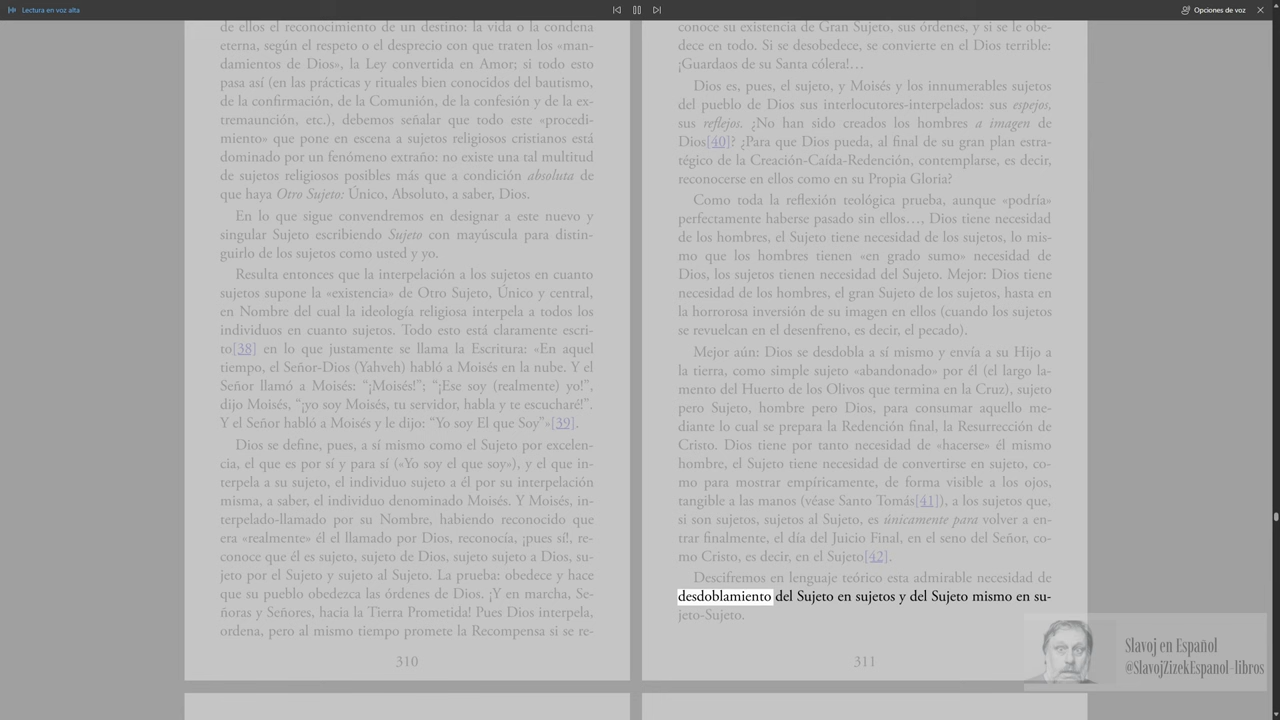 Lectura en voz alta
Opciones de voz
de ellos el reconocimiento de un destino: la vida o la condena
eterna, según el respeto o el desprecio con que traten los «man-
damientos de Dios», la Ley convertida en Amor; si todo esto
pasa así (en las prácticas y rituales bien conocidos del bautismo,
de la confirmación, de la Comunión, de la confesión y de la ex-
tremaunción, etc.), debemos señalar que todo este «procedi-
miento» que pone en escena a sujetos religiosos cristianos está
dominado por un fenómeno extraño: no existe una tal multitud
de sujetos religiosos posibles más que a condición absoluta de
que haya Otro Sujeto: Único, Absoluto, a saber, Dios.
En lo que sigue convendremos en designar a este nuevo y
singular Sujeto escribiendo Sujeto con mayúscula para distin-
guirlo de los sujetos como usted y yo.
Resulta entonces que la interpelación a los sujetos en cuanto
sujetos supone la «existencia» de Otro Sujeto, Único y central,
en Nombre del cual la ideología religiosa interpela a todos los
individuos en cuanto sujetos. Todo esto está claramente escri-
to[38] en lo que justamente se llama la Escritura: «En aquel
tiempo, el Señor-Dios (Yahveh) habló a Moisés en la nube. Y el
Señor llamó a Moisés: “¡Moisés!”; “¡Ese soy (realmente) yo!”,
dijo Moisés, “¡yo soy Moisés, tu servidor, habla y te escucharé!”.
Y el Señor habló a Moisés y le dijo: “Yo soy El que Soy”»[39].
Dios se define, pues, a sí mismo como el Sujeto por excelen-
cia, el que es por sí y para sí («Yo soy el que soy»), y el que in-
terpela a su sujeto, el individuo sujeto a él por su interpelación
misma, a saber, el individuo denominado Moisés. Y Moisés, in-
terpelado-llamado por su Nombre, habiendo reconocido que
era «realmente» él el llamado por Dios, reconocía, ¡pues sí!, re-
conoce que él es sujeto, sujeto de Dios, sujeto sujeto a Dios, su-
jeto por el Sujeto y sujeto al Sujeto. La prueba: obedece y hace
que su pueblo obedezca las órdenes de Dios. ¡Y en marcha, Se-
ñoras y Señores, hacia la Tierra Prometida! Pues Dios interpela,
ordena, pero al mismo tiempo promete la Recompensa si se re-
310
conoce su existencia de Gran Sujeto, sus órdenes, y si se le obe-
dece en todo. Si se desobedece, se convierte en el Dios terrible:
¡Guardaos de su Santa cólera!…
Dios es, pues, el sujeto, y Moisés y los innumerables sujetos
del pueblo de Dios sus interlocutores-interpelados: sus espejos,
sus reflejos. ¿No han sido creados los hombres a imagen de
Dios[40]? ¿Para que Dios pueda, al final de su gran plan estra-
tégico de la Creación-Caída-Redención, contemplarse, es decir,
reconocerse en ellos como en su Propia Gloria?
Como toda la reflexión teológica prueba, aunque «podría»
perfectamente haberse pasado sin ellos…, Dios tiene necesidad
de los hombres, el Sujeto tiene necesidad de los sujetos, lo mis-
mo que los hombres tienen «en grado sumo» necesidad de
Dios, los sujetos tienen necesidad del Sujeto. Mejor: Dios tiene
necesidad de los hombres, el gran Sujeto de los sujetos, hasta en
la horrorosa inversión de su imagen en ellos (cuando los sujetos
se revuelcan en el desenfreno, es decir, el pecado).
Mejor aún: Dios se desdobla a sí mismo y envía a su Hijo a
la tierra, como simple sujeto «abandonado» por él (el largo la-
mento del Huerto de los Olivos que termina en la Cruz), sujeto
pero Sujeto, hombre pero Dios, para consumar aquello me-
diante lo cual se prepara la Redención final, la Resurrección de
Cristo. Dios tiene por tanto necesidad de «hacerse» él mismo
hombre, el Sujeto tiene necesidad de convertirse en sujeto, co-
mo para mostrar empíricamente, de forma visible a los ojos,
tangible a las manos (véase Santo Tomás[41]), a los sujetos que,
si son sujetos, sujetos al Sujeto, es únicamente para volver a en-
trar finalmente, el día del Juicio Final, en el seno del Señor, co-
mo Cristo, es decir, en el Sujeto[42].
Descifremos en lenguaje teórico esta admirable necesidad de
desdoblamiento del Sujeto en sujetos y del Sujeto mismo en su-
jeto-Sujeto.
311
Slavoj en Español
@SlavojZizekEspanol-libros